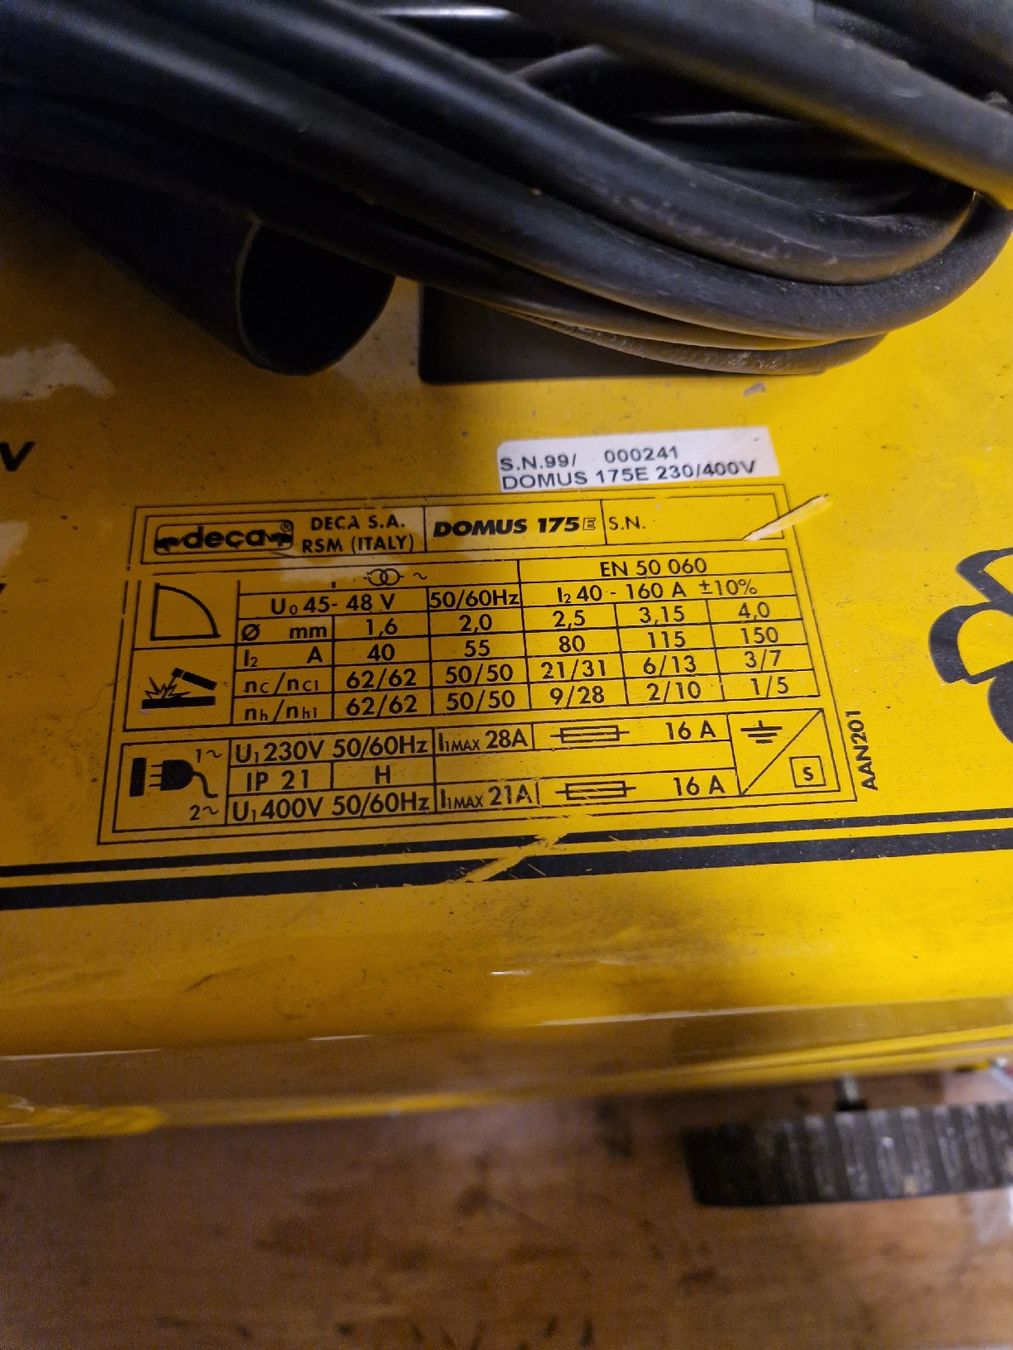 V
S.N.99/ 000241
DOMUS 175E 230/400V
deca® DECA S.A. RSM (ITALY) DOMUS 175E S.N.
EN 50 060
U₀ 45-48 V 50/60Hz I₂ 40 - 160 A ±10%
Ø mm 1,6 2,0 2,5 3,15 4,0
I₂ A 40 55 80 115 150
nc/nc1 62/62 50/50 21/31 6/13 3/7
nh/nh1 62/62 50/50 9/28 2/10 1/5
1~ U₁ 230V 50/60Hz I1MAX 28A 16 A
IP 21 H
2~ U₁ 400V 50/60Hz I1MAX 21A 16 A
S
AAN201